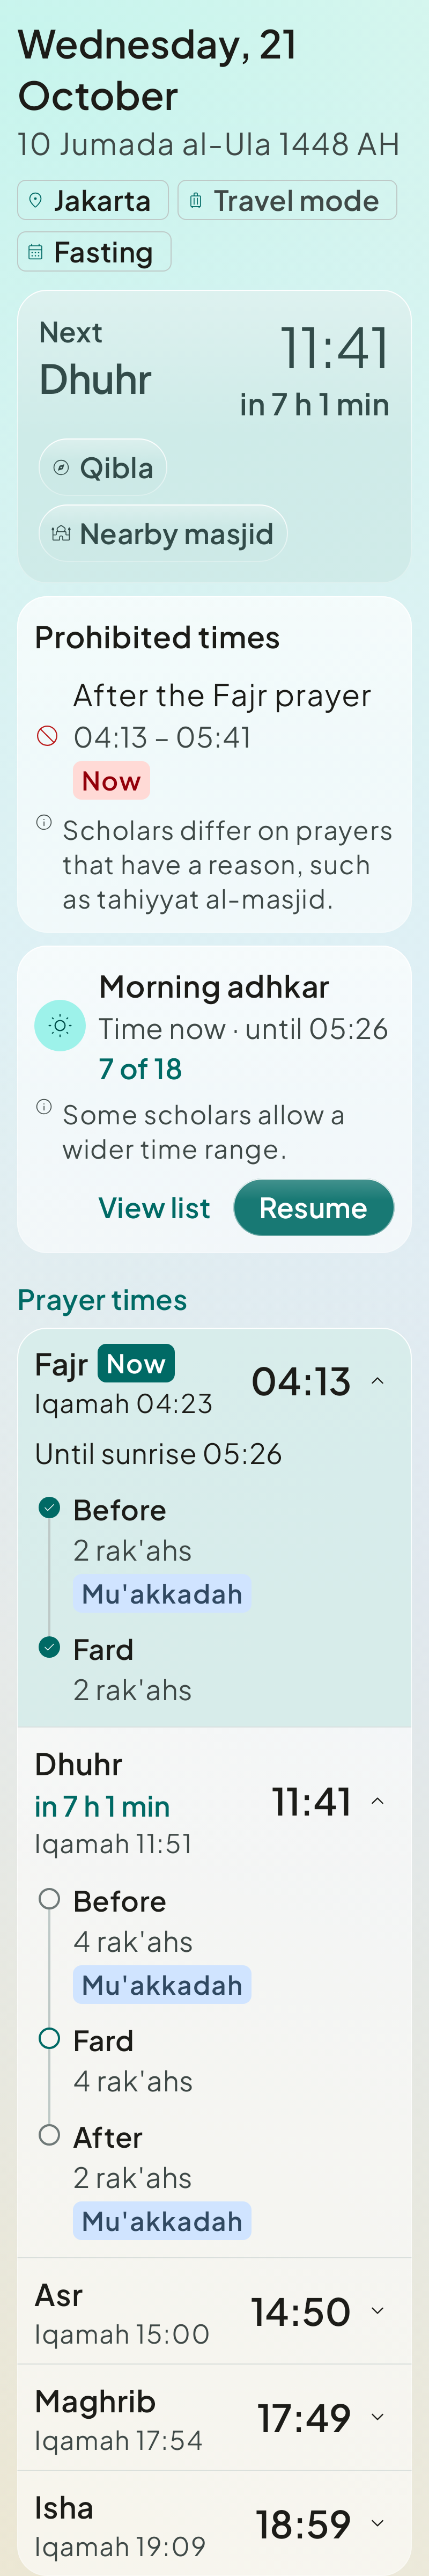 Wednesday, 21
October
10 Jumada al-Ula 1448 AH
Jakarta
Travel mode
Fasting
Next
11:41
Dhuhr
in 7 h 1 min
Qibla
Nearby masjid
Prohibited times
After the Fajr prayer
04:13 – 05:41
Now
Scholars differ on prayers
that have a reason, such
as tahiyyat al-masjid.
Morning adhkar
Time now · until 05:26
7 of 18
Some scholars allow a
wider time range.
View list
Resume
Prayer times
Fajr Now
04:13
Iqamah 04:23
Until sunrise 05:26
Before
2 rak'ahs
Mu'akkadah
Fard
2 rak'ahs
Dhuhr
in 7 h 1 min
11:41
Iqamah 11:51
Before
4 rak'ahs
Mu'akkadah
Fard
4 rak'ahs
After
2 rak'ahs
Mu'akkadah
Asr
14:50
Iqamah 15:00
Maghrib
17:49
Iqamah 17:54
Isha
18:59
Iqamah 19:09